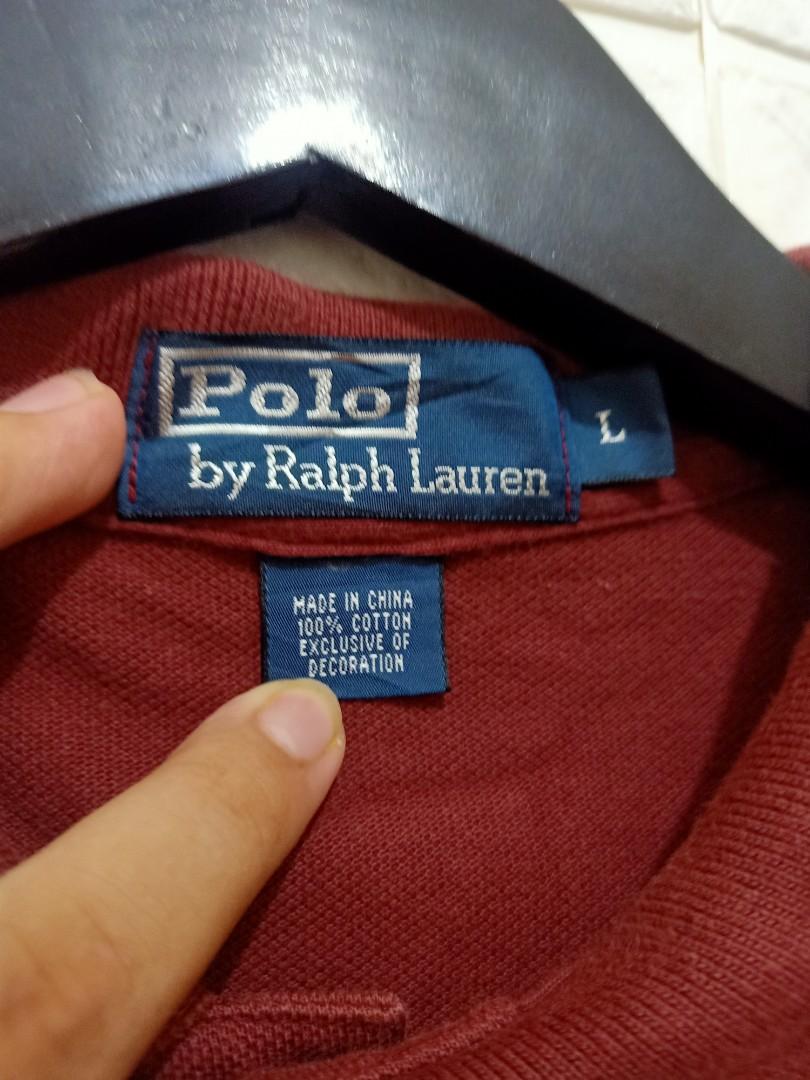 Polo
by Ralph Lauren
L
MADE IN CHINA
100% COTTON
EXCLUSIVE OF
DECORATION